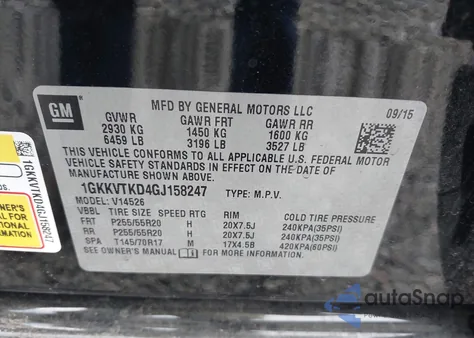 GM
MFD BY GENERAL MOTORS LLC
09/15
GVWR GAWR FRT GAWR RR
2930 KG 1450 KG 1600 KG
6459 LB 3196 LB 3527 LB
THIS VEHICLE CONFORMS TO ALL APPLICABLE U.S. FEDERAL MOTOR
VEHICLE SAFETY STANDARDS IN EFFECT ON THE DATE OF
MANUFACTURE SHOWN ABOVE.
1GKKVTKD4GJ158247 TYPE: M.P.V.
MODEL: V14526
VBBL TIRE SIZE SPEED RTG RIM COLD TIRE PRESSURE
FRT P255/55R20 H 20X7.5J 240KPA(35PSI)
RR P255/55R20 H 20X7.5J 240KPA(35PSI)
SPA T145/70R17 M 17X4.5B 420KPA(60PSI)
SEE OWNER'S MANUAL FOR MORE INFORMATION.
1GKKVTKD4GJ158247
autoSnap